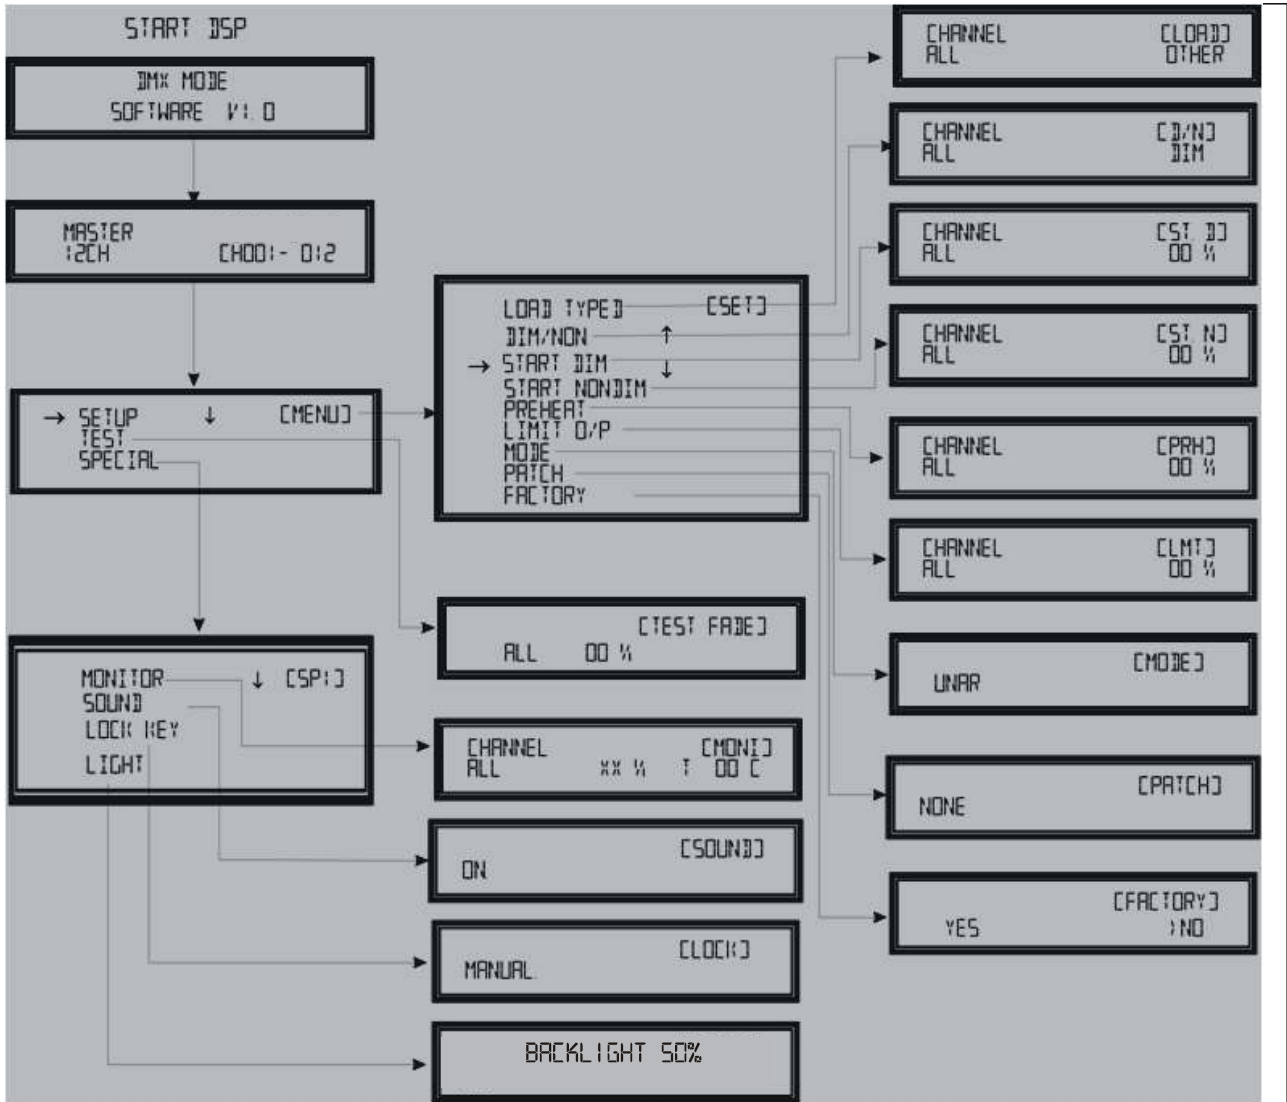 START DSP
DMX MODE
SOFTWARE V1.0
MASTER
12CH CH001- 012
→ SETUP ↓ [MENU]
TEST
SPECIAL
MONITOR ↓ [SP1]
SOUND
LOCK KEY
LIGHT
LOAD TYPED [SET]
DIM/NON ↑
→ START DIM ↓
START NONDIM
PREHEAT
LIMIT O/P
MODE
PATCH
FACTORY
[TEST FADE]
ALL 00 %
CHANNEL [MONI]
ALL XX % T 00 C
[SOUND]
ON
[LOCK]
MANUAL.
BACKLIGHT 50%
CHANNEL [LOAD]
ALL OTHER
CHANNEL [D/N]
ALL DIM
CHANNEL [ST. D]
ALL 00 %
CHANNEL [ST. N]
ALL 00 %
CHANNEL [PRH]
ALL 00 %
CHANNEL [LMT]
ALL 00 %
[MODE]
LINAR
[PATCH]
NONE
[FACTORY]
YES >NO